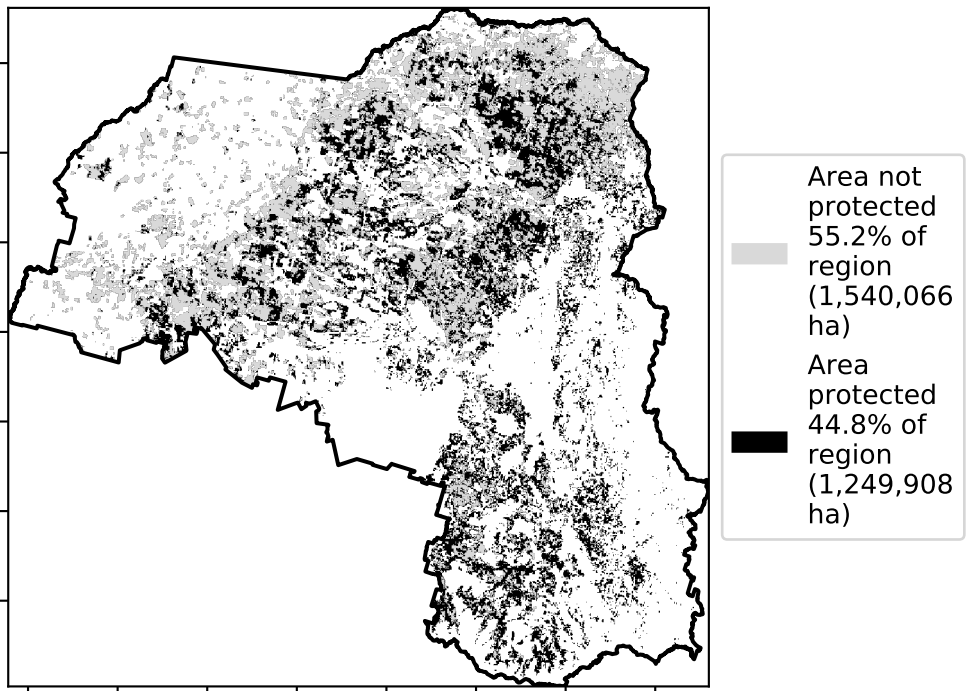 Area not
protected
55.2% of
region
(1,540,066
ha)
Area
protected
44.8% of
region
(1,249,908
ha)